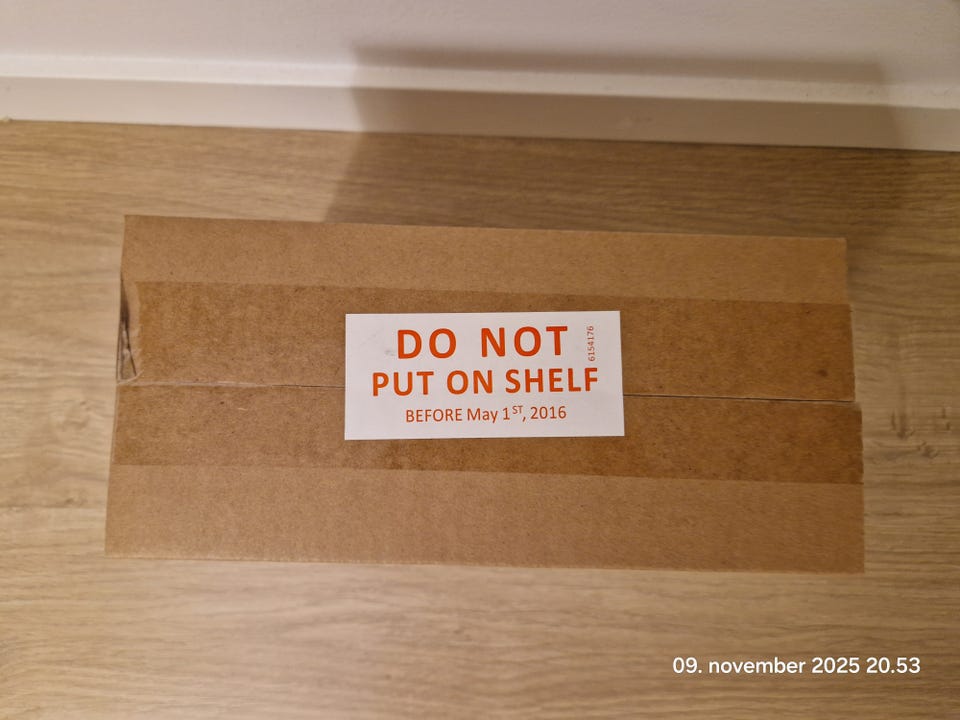 DO NOT
PUT ON SHELF
BEFORE May 1ST, 2016
6154176
09. november 2025 20.53